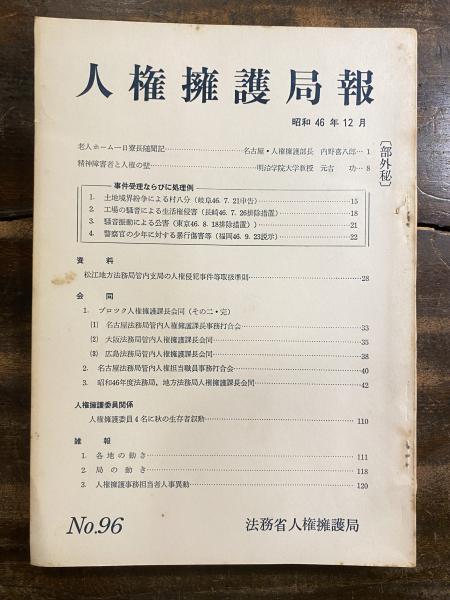 人権擁護局報
昭和 46 年 12 月
〔部外秘〕
老人ホーム一日寮長随聞記……名古屋・人権擁護部長 内野喜八郎… 1
精神障害者と人権の壁……明治学院大学教授 元吉 功… 8
事件受理ならびに処理例
1. 土地境界紛争による村八分(岐阜46. 7. 21申告)……15
2. 工場の騒音による生活権侵害(長崎46. 7. 26排除措置)……18
3. 騒音振動による公害(東京46. 8. 18排除措置))……21
4. 警察官の少年に対する暴行傷害等(福岡46. 9. 23説示)……22
資料
松江地方法務局管内支局の人権侵犯事件等取扱準則……28
会同
1. ブロック人権擁護課長会同(その二・完)
(1) 名古屋法務局管内人権擁護課長事務打合会……33
(2) 大阪法務局管内人権擁護課長会同……35
(3) 広島法務局管内人権擁護課長会同……38
2. 名古屋法務局管内人権担当職員事務打合会……40
3. 昭和46年度法務局、地方法務局人権擁護課長会同……42
人権擁護委員関係
人権擁護委員4名に秋の生存者叙勲……110
雑報
1. 各地の動き……111
2. 局の動き……118
3. 人権擁護事務担当者人事異動……120
No.96
法務省人権擁護局